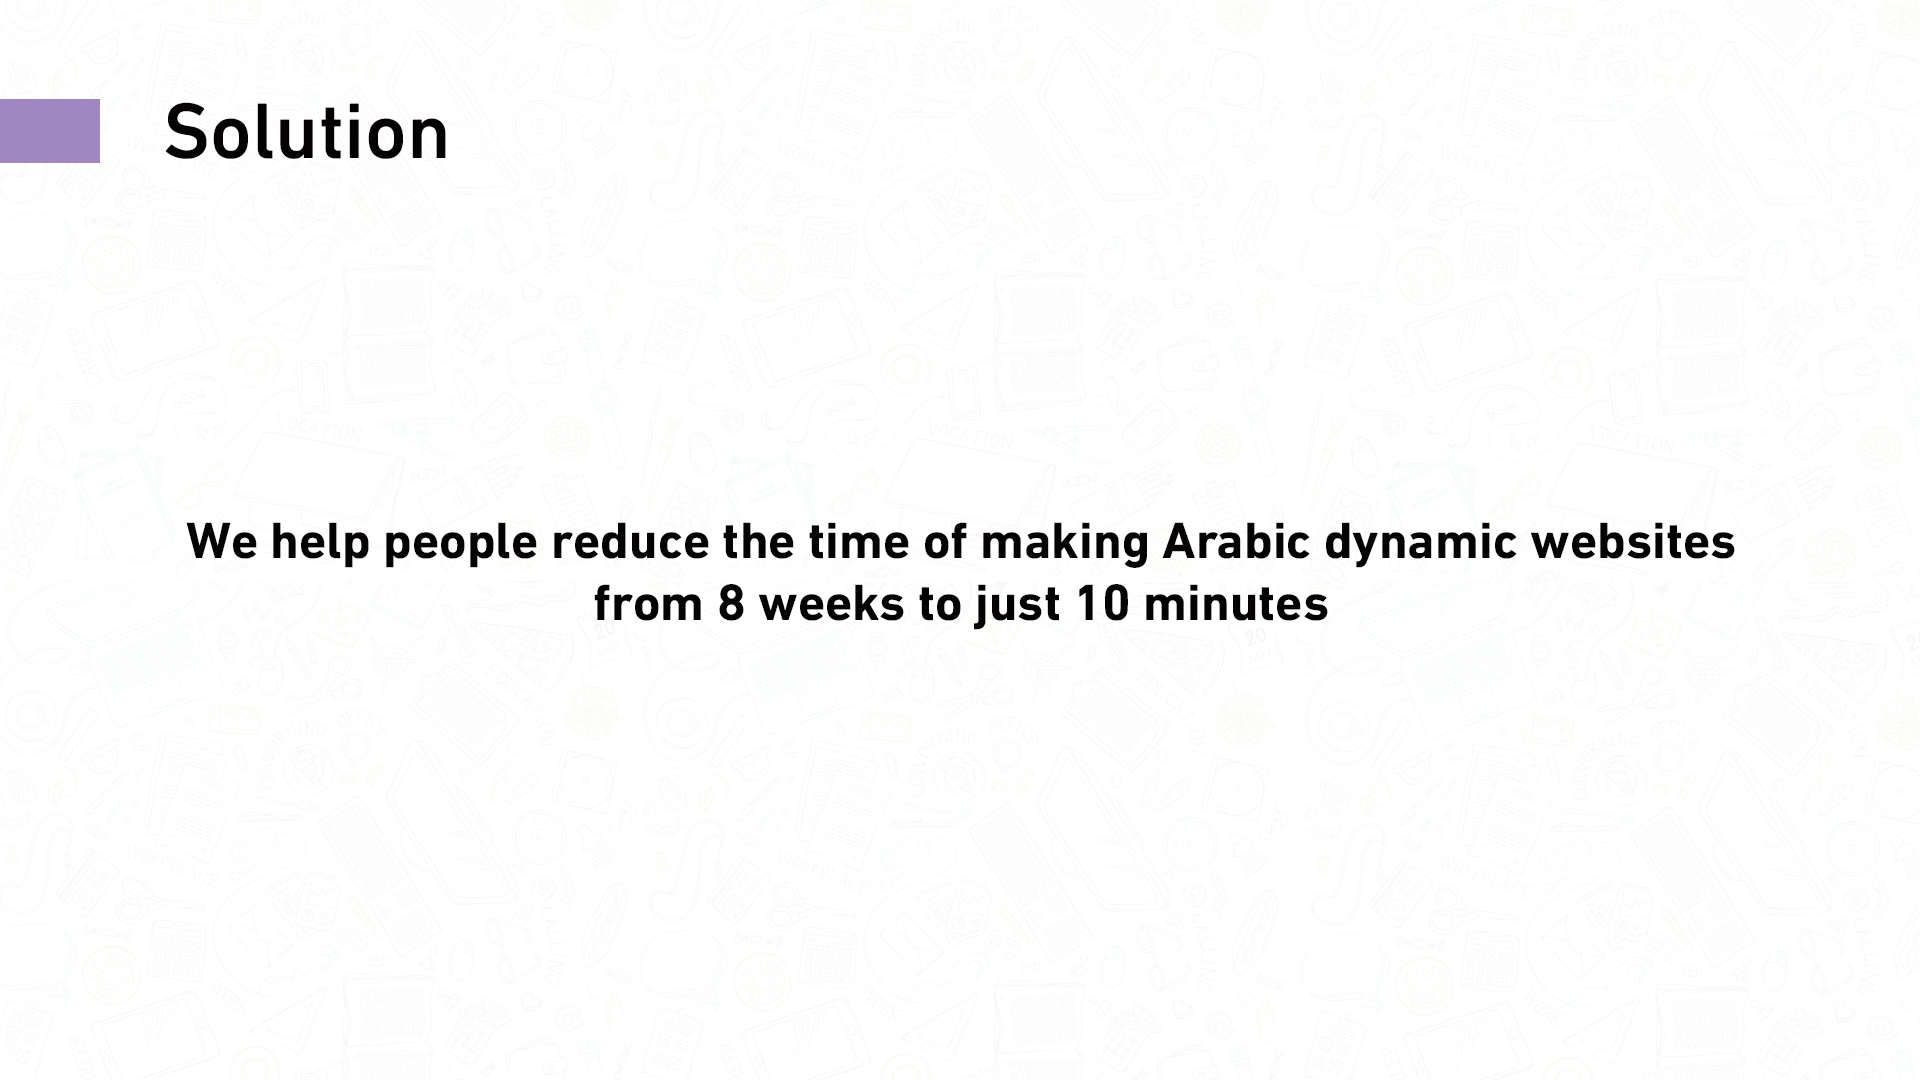 Solution
We help people reduce the time of making Arabic dynamic websites
from 8 weeks to just 10 minutes